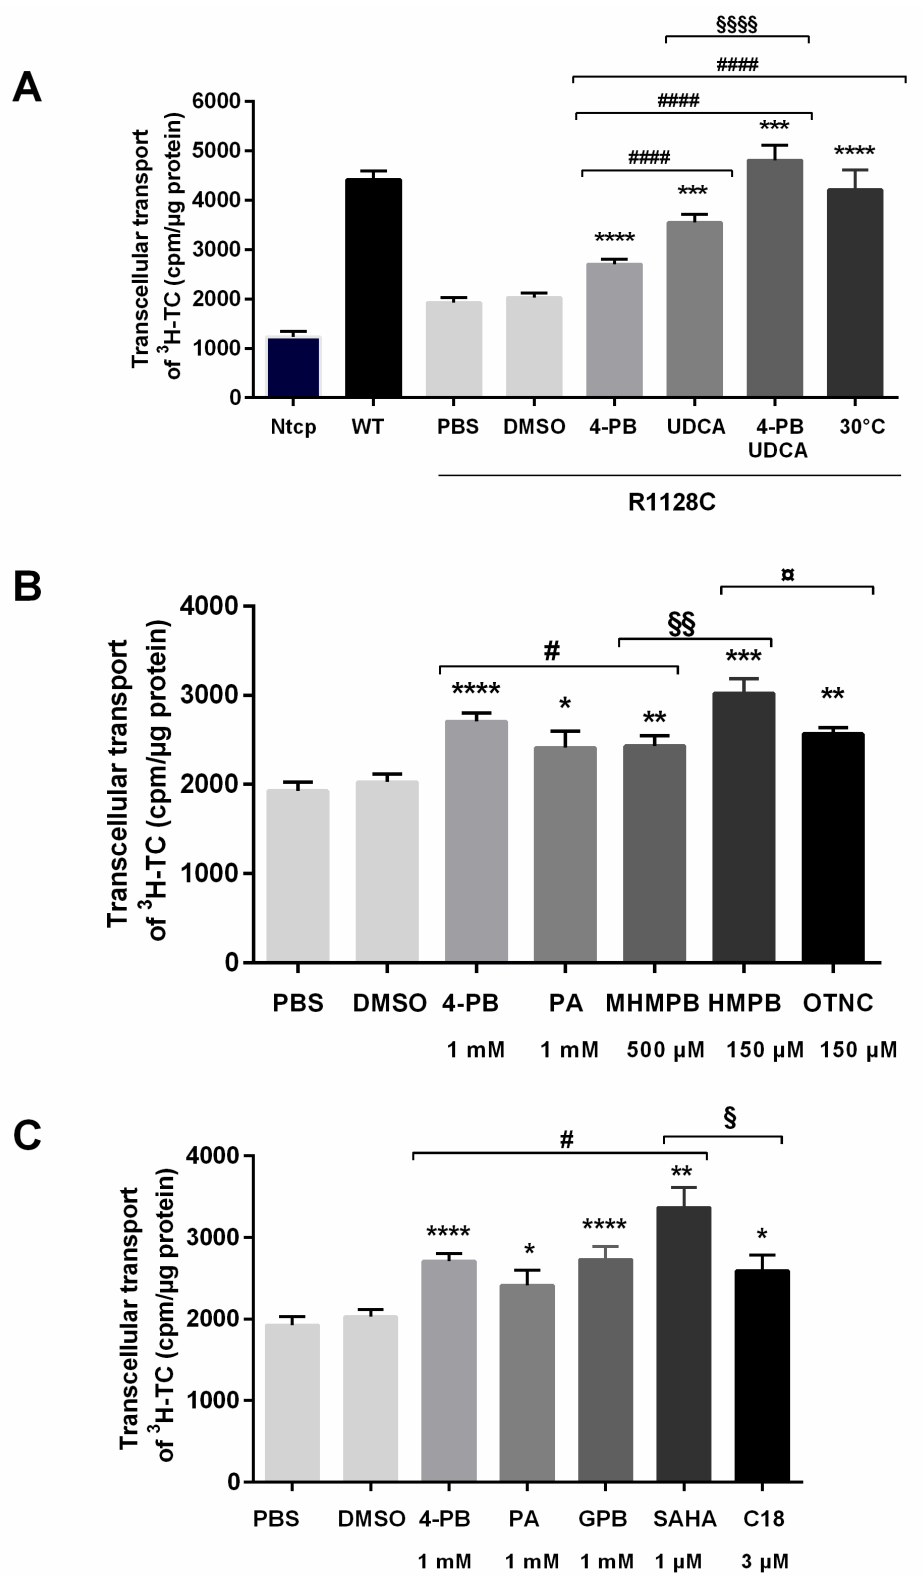 §§§§
A
####
####
####
***
****
***
****
6000
5000
4000
3000
2000
1000
0
Transcellular transport
of ³H-TC (cpm/µg protein)
Ntcp WT PBS DMSO 4-PB UDCA 4-PB 30°C
UDCA
R1128C
B
¤
§§
#
***
****
*
**
**
4000
3000
2000
1000
0
Transcellular transport
of ³H-TC (cpm/µg protein)
PBS DMSO 4-PB PA MHMPB HMPB OTNC
1 mM 1 mM 500 µM 150 µM 150 µM
C
§
#
**
****
*
****
*
4000
3000
2000
1000
0
Transcellular transport
of ³H-TC (cpm/µg protein)
PBS DMSO 4-PB PA GPB SAHA C18
1 mM 1 mM 1 mM 1 µM 3 µM